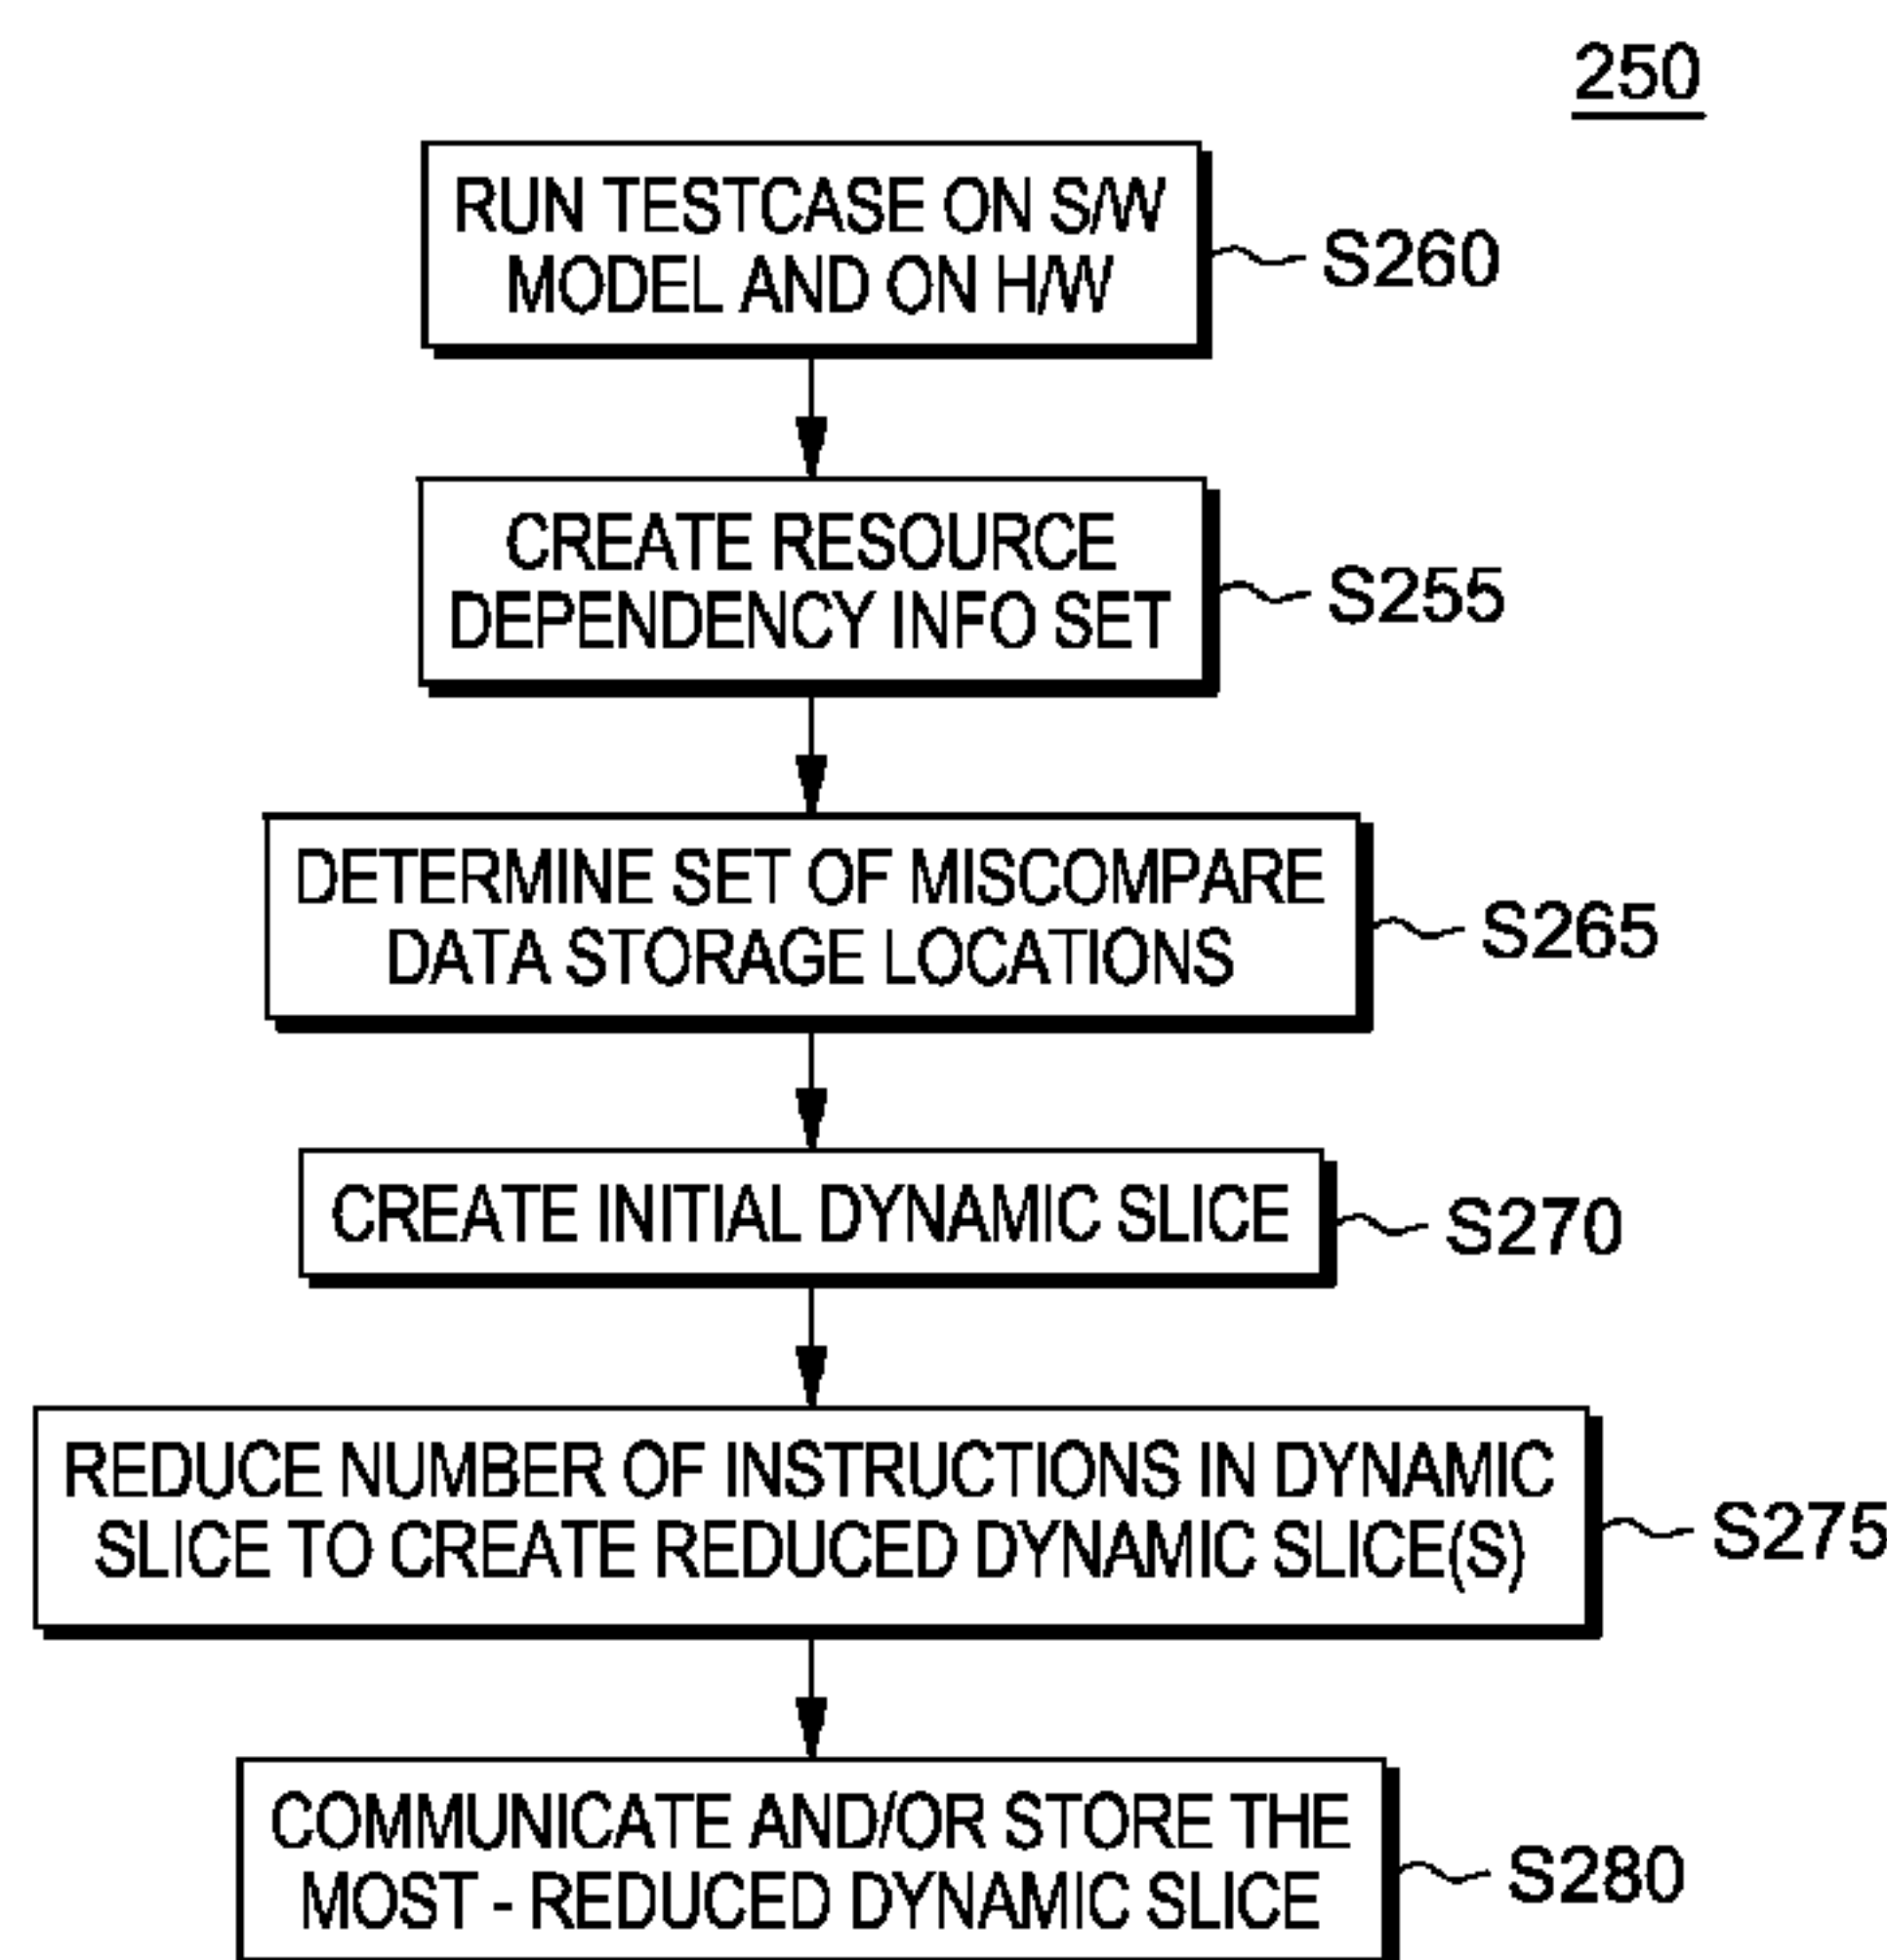 250
RUN TESTCASE ON S/W
MODEL AND ON H/W
S260
CREATE RESOURCE
DEPENDENCY INFO SET
S255
DETERMINE SET OF MISCOMPARE
DATA STORAGE LOCATIONS
S265
CREATE INITIAL DYNAMIC SLICE
S270
REDUCE NUMBER OF INSTRUCTIONS IN DYNAMIC
SLICE TO CREATE REDUCED DYNAMIC SLICE(S)
S275
COMMUNICATE AND/OR STORE THE
MOST - REDUCED DYNAMIC SLICE
S280